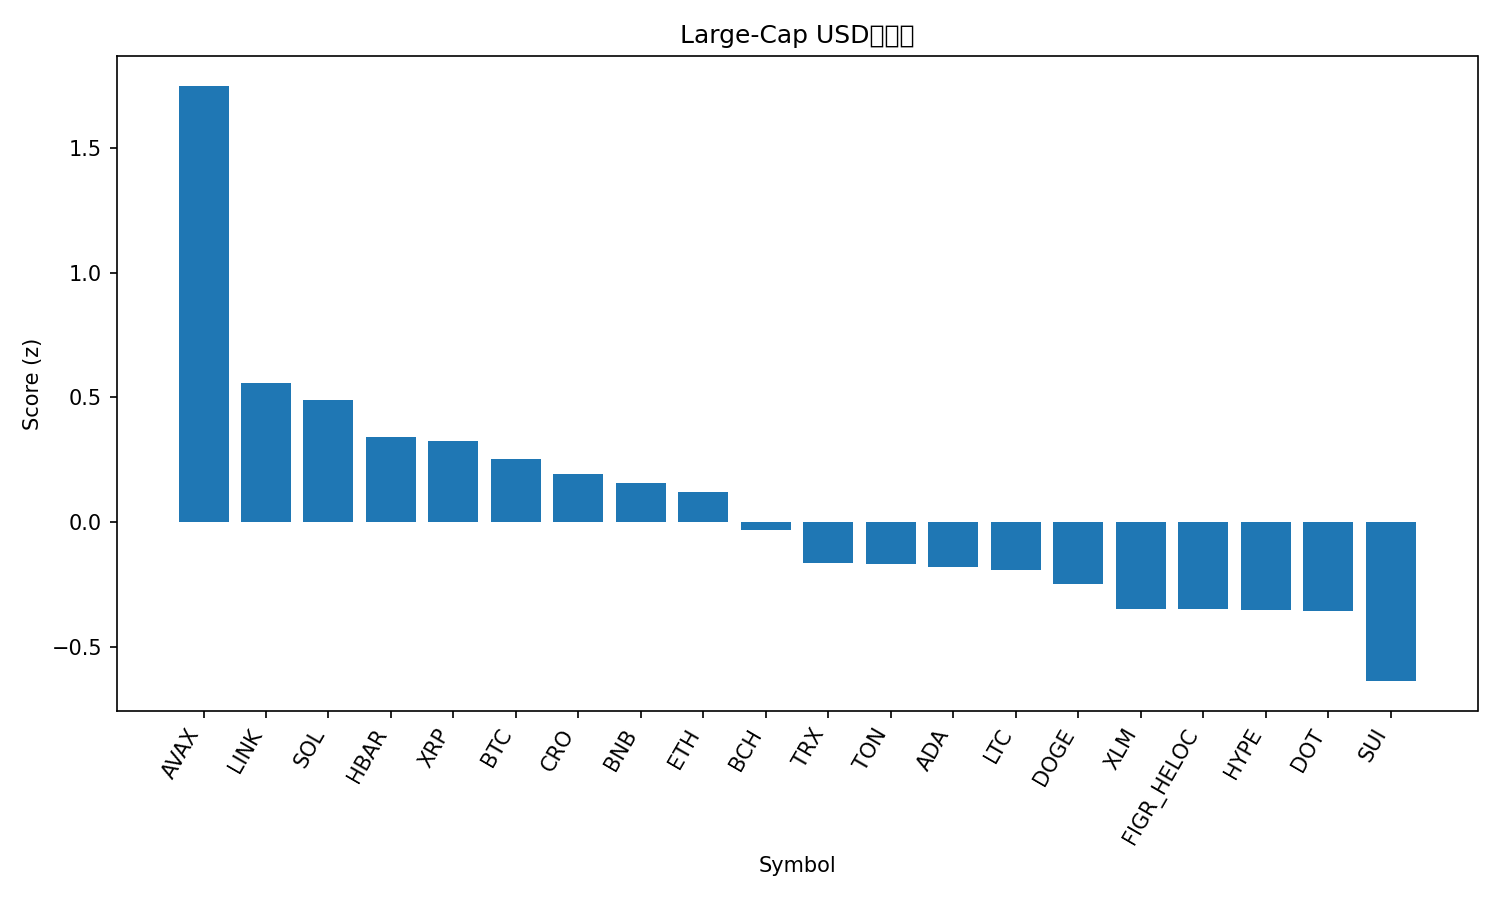 Large-Cap USD
Score (z)
1.5
1.0
0.5
0.0
−0.5
AVAX
LINK
SOL
HBAR
XRP
BTC
CRO
BNB
ETH
BCH
TRX
TON
ADA
LTC
DOGE
XLM
FIGR_HELOC
HYPE
DOT
SUI
Symbol